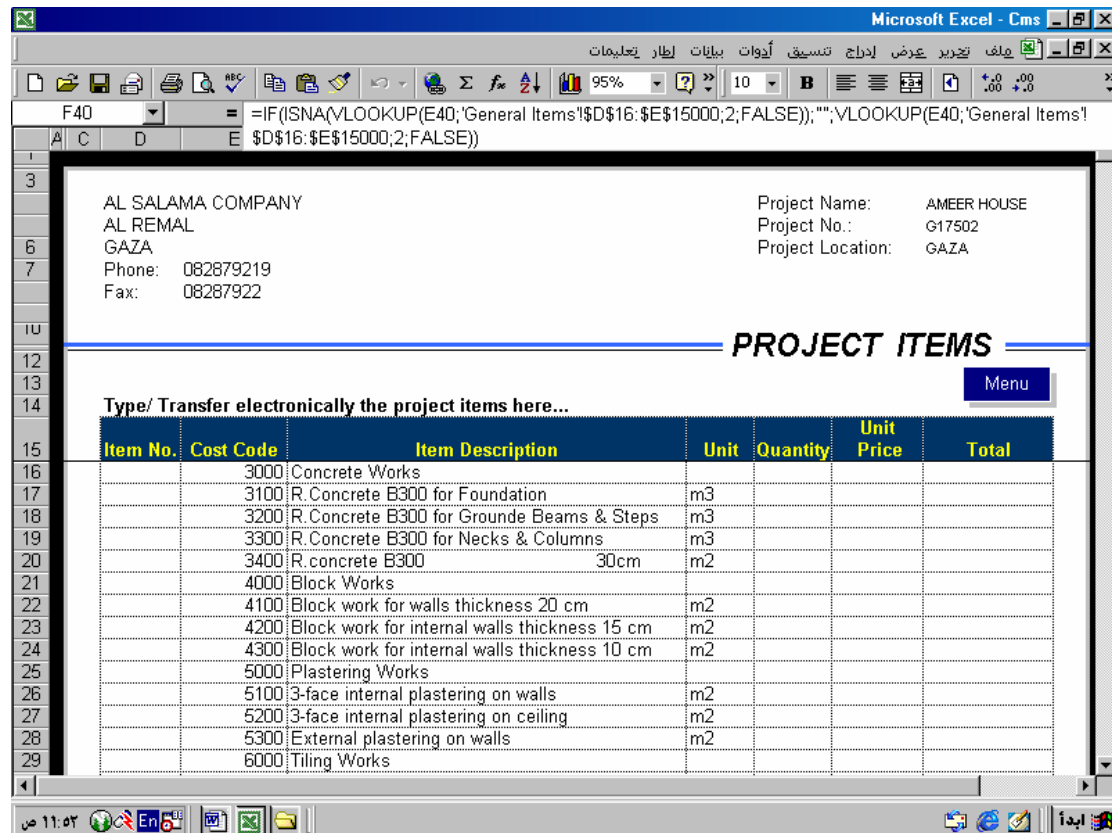 Microsoft Excel - Cms
ملف تحرير عرض إدراج تنسيق أدوات بيانات إطار تعليمات
95% 10 B
F40 = =IF(ISNA(VLOOKUP(E40;'General Items'!$D$16:$E$15000;2;FALSE));"";VLOOKUP(E40;'General Items'!
$D$16:$E$15000;2;FALSE))
A C D E
3
AL SALAMA COMPANY Project Name: AMEER HOUSE
AL REMAL Project No.: G17502
6 GAZA Project Location: GAZA
7 Phone: 082879219
Fax: 08287922
10
PROJECT ITEMS
12
13 Menu
14 Type/ Transfer electronically the project items here...
15 Item No. Cost Code Item Description Unit Quantity Unit Price Total
16 3000 Concrete Works
17 3100 R.Concrete B300 for Foundation m3
18 3200 R.Concrete B300 for Grounde Beams & Steps m3
19 3300 R.Concrete B300 for Necks & Columns m3
20 3400 R.concrete B300 30cm m2
21 4000 Block Works
22 4100 Block work for walls thickness 20 cm m2
23 4200 Block work for internal walls thickness 15 cm m2
24 4300 Block work for internal walls thickness 10 cm m2
25 5000 Plastering Works
26 5100 3-face internal plastering on walls m2
27 5200 3-face internal plastering on ceiling m2
28 5300 External plastering on walls m2
29 6000 Tiling Works
١١:٥٢ ص En ابدأ